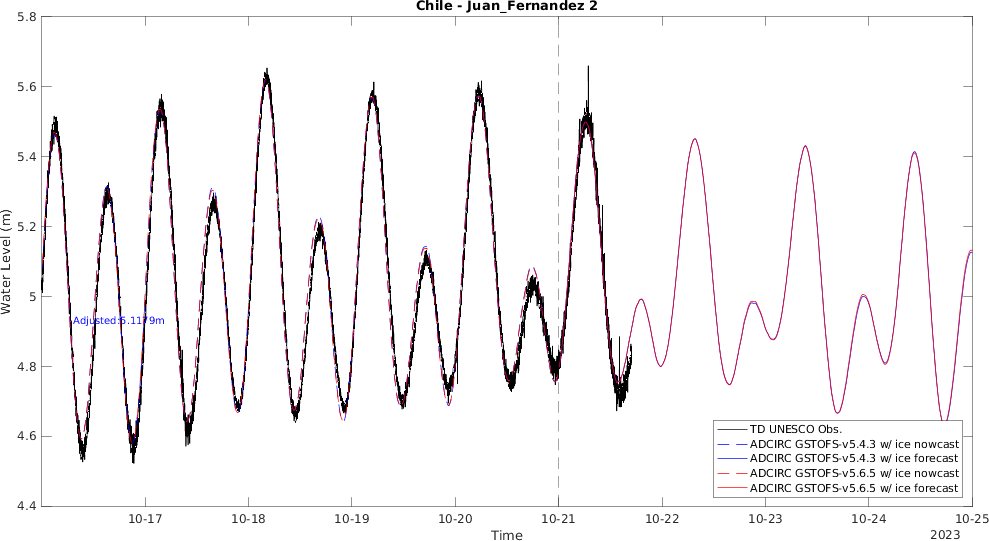 Chile - Juan_Fernandez 2
5.8
5.6
5.4
5.2
5
4.8
4.6
4.4
Water Level (m)
Adjusted:5.1179m
TD UNESCO Obs.
ADCIRC GSTOFS-v5.4.3 w/ ice nowcast
ADCIRC GSTOFS-v5.4.3 w/ ice forecast
ADCIRC GSTOFS-v5.6.5 w/ ice nowcast
ADCIRC GSTOFS-v5.6.5 w/ ice forecast
10-17 10-18 10-19 10-20 10-21 10-22 10-23 10-24 10-25
Time 2023